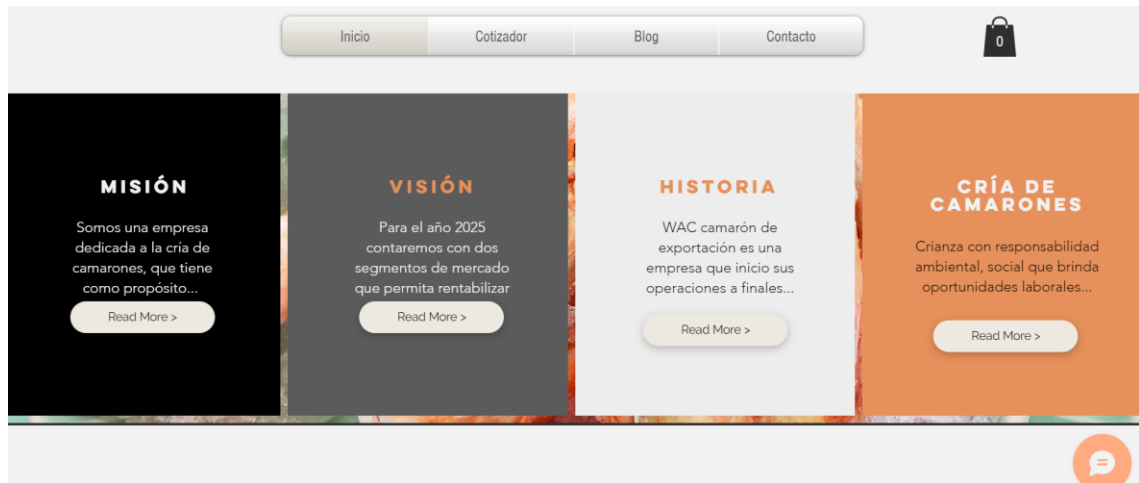 Inicio
Cotizador
Blog
Contacto
0
MISIÓN
Somos una empresa
dedicada a la cría de
camarones, que tiene
como propósito...
Read More >
VISIÓN
Para el año 2025
contaremos con dos
segmentos de mercado
que permita rentabilizar
Read More >
HISTORIA
WAC camarón de
exportación es una
empresa que inicio sus
operaciones a finales...
Read More >
CRÍA DE
CAMARONES
Crianza con responsabilidad
ambiental, social que brinda
oportunidades laborales...
Read More >